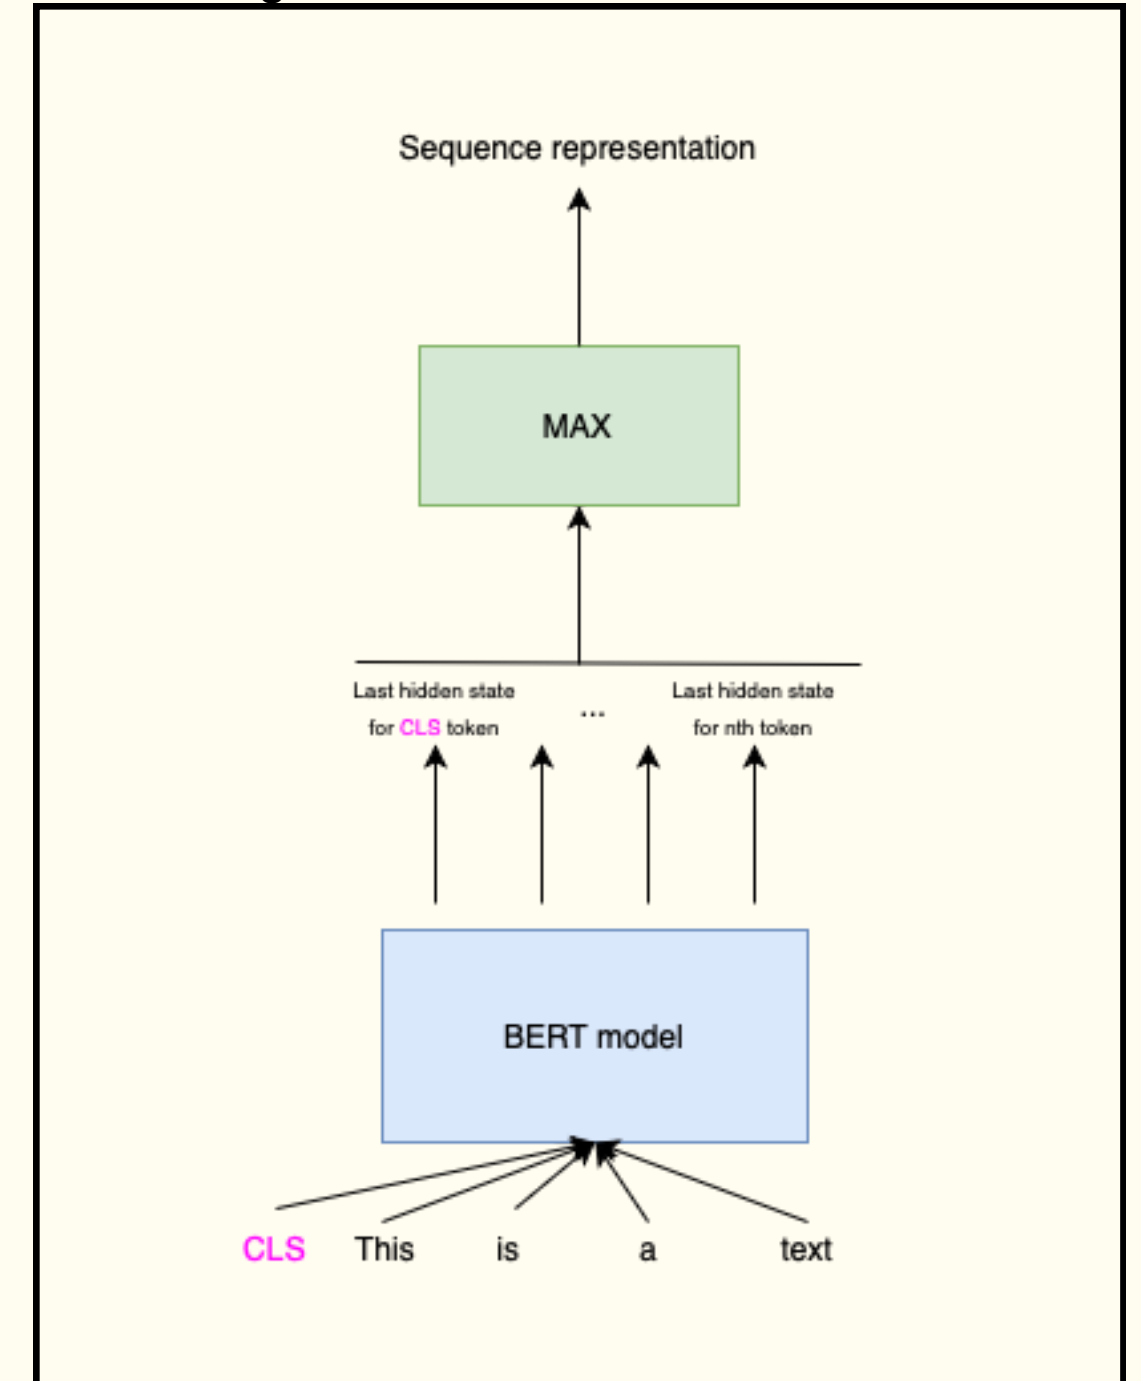 Sequence representation
MAX
Last hidden state
for CLS token
...
Last hidden state
for nth token
BERT model
CLS This is a text